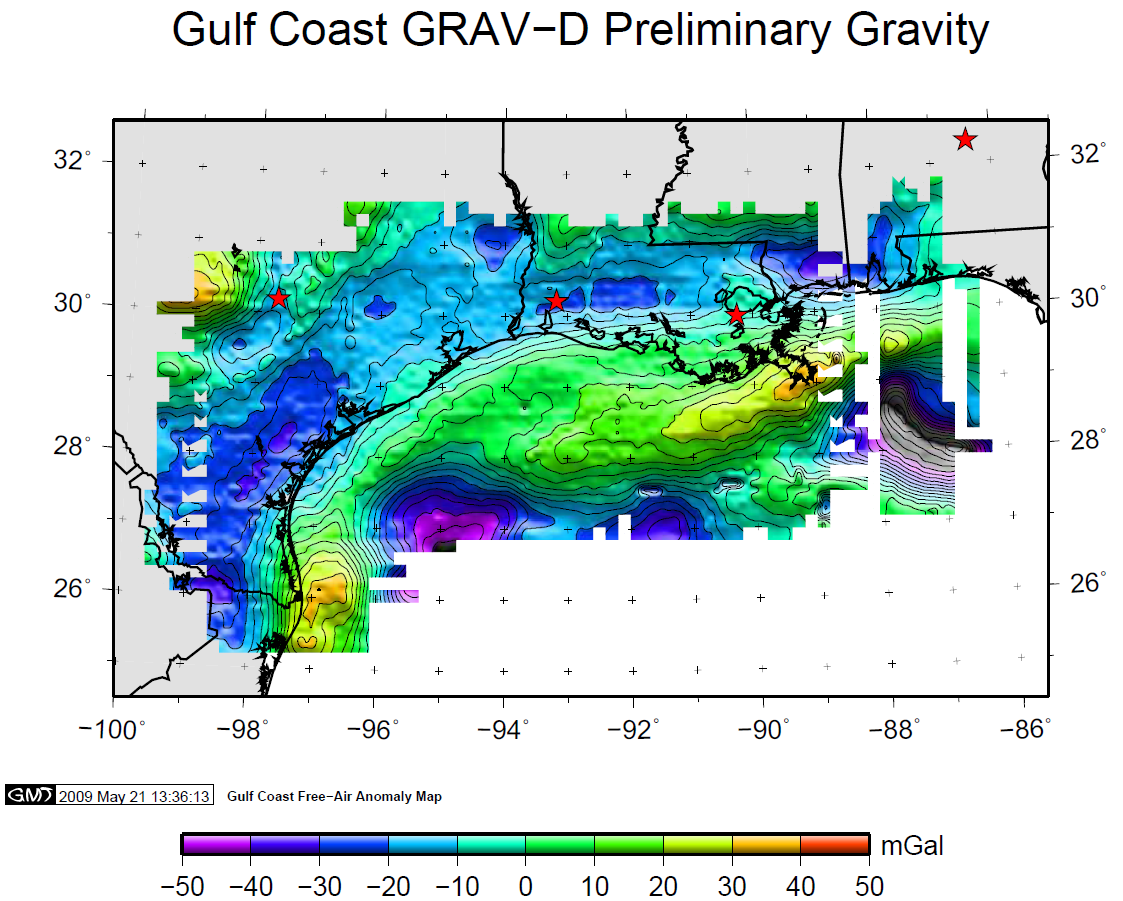 Gulf Coast GRAV−D Preliminary Gravity
32° 32°
30° 30°
28° 28°
26° 26°
−100° −98° −96° −94° −92° −90° −88° −86°
GMT 2009 May 21 13:36:13 Gulf Coast Free−Air Anomaly Map
mGal
−50 −40 −30 −20 −10 0 10 20 30 40 50